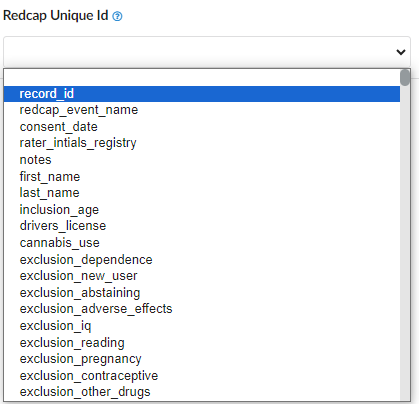 Redcap Unique Id
record_id
redcap_event_name
consent_date
rater_intials_registry
notes
first_name
last_name
inclusion_age
drivers_license
cannabis_use
exclusion_dependence
exclusion_new_user
exclusion_abstaining
exclusion_adverse_effects
exclusion_iq
exclusion_reading
exclusion_pregnancy
exclusion_contraceptive
exclusion_other_drugs